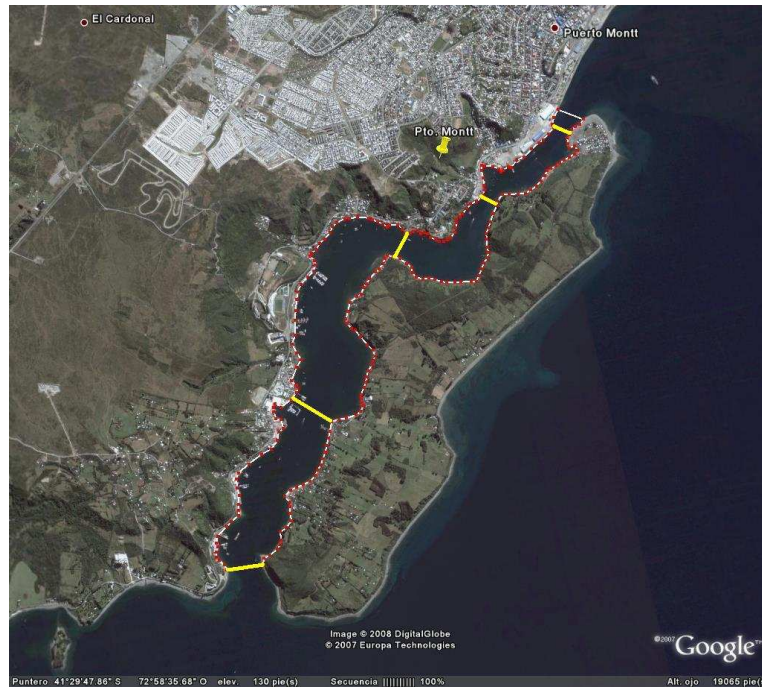 El Cardonal
Puerto Montt
Pto. Montt
Image © 2008 DigitalGlobe
© 2007 Europa Technologies
©2007 Google™
Puntero 41°29'47.86" S 72°58'35.68" O elev. 130 pie(s) Secuencia |||||||||| 100% Alt. ojo 19065 pie(s)